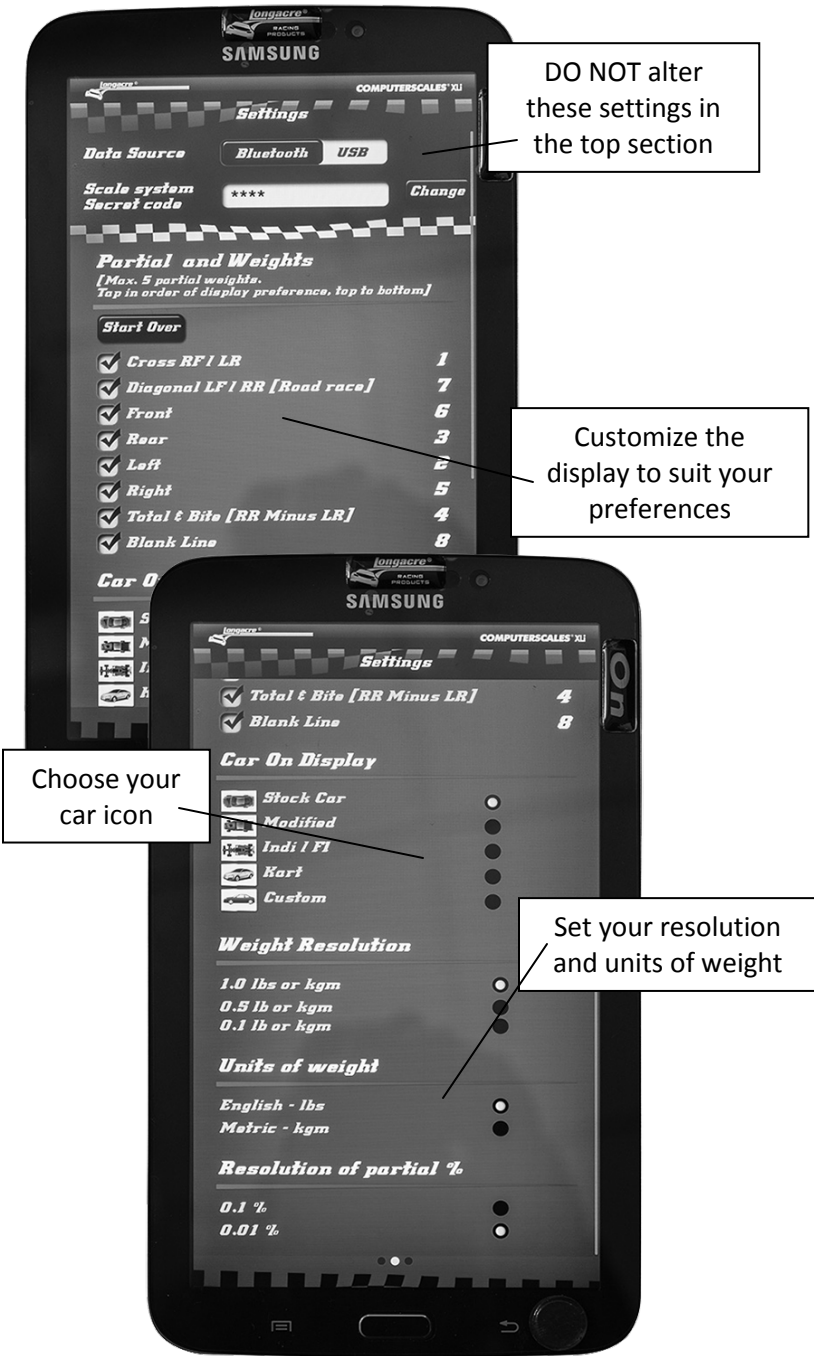 Longacre®
RACING
PRODUCTS
SAMSUNG
Longacre®
COMPUTERSCALES™ XLi
Settings
Data Source
Bluetooth
USB
Scale system
Secret code
****
Change
DO NOT alter
these settings in
the top section
Partial and Weights
[Max. 5 partial weights.
Tap in order of display preference, top to bottom]
Start Over
Cross RF / LR 1
Diagonal LF / RR [Road race] 7
Front 6
Rear 3
Left 2
Right 5
Total & Bite [RR Minus LR] 4
Blank Line 8
Car O
Customize the
display to suit your
preferences
Longacre®
RACING
PRODUCTS
SAMSUNG
Longacre®
COMPUTERSCALES™ XLi
Settings
On
Total & Bite [RR Minus LR] 4
Blank Line 8
Car On Display
Stock Car
Modified
Indi / F1
Kart
Custom
Choose your
car icon
Weight Resolution
1.0 lbs or kgm
0.5 lb or kgm
0.1 lb or kgm
Set your resolution
and units of weight
Units of weight
English - lbs
Metric - kgm
Resolution of partial %
0.1 %
0.01 %